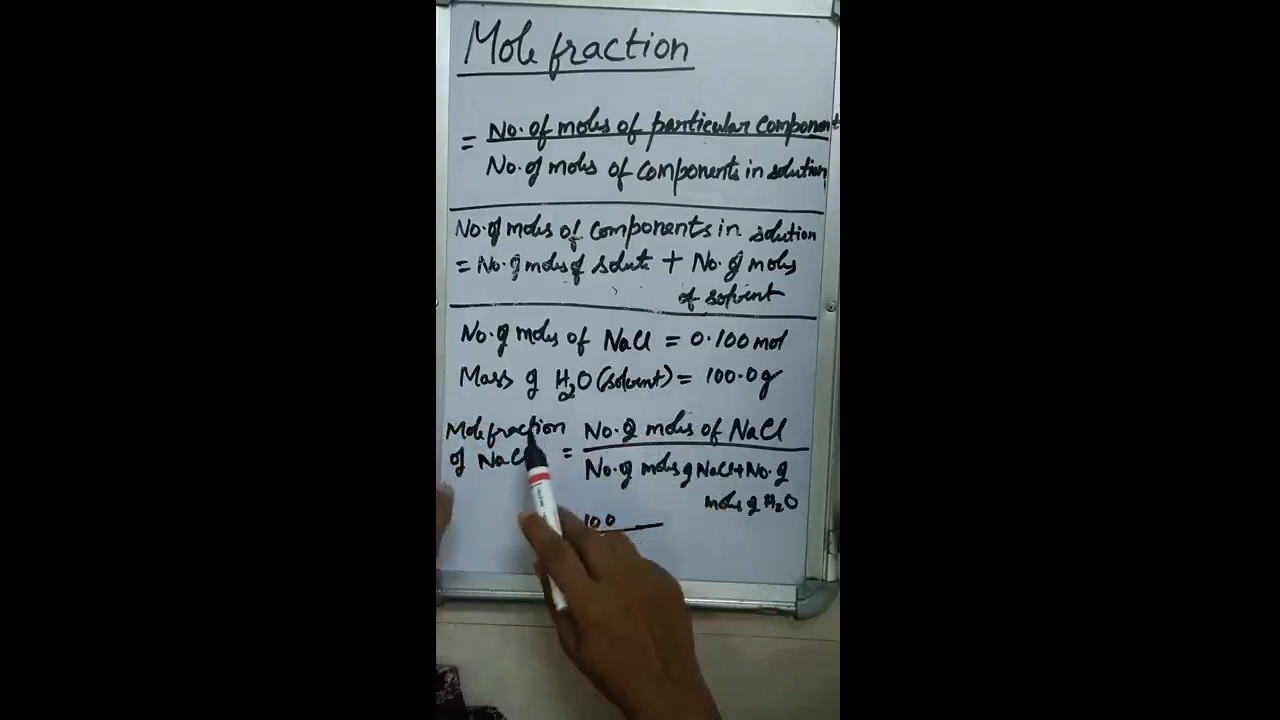 Mole fraction
= No. of moles of particular component
No. of moles of components in solution
No. of moles of components in solution
= No. of moles of solute + No. of moles
of solvent
No. of moles of NaCl = 0.100 mol
Mass of H₂O (solvent) = 100.0g
Mole fraction
of NaCl
= No. of moles of NaCl
No. of moles of NaCl + No. of
moles of H₂O
100